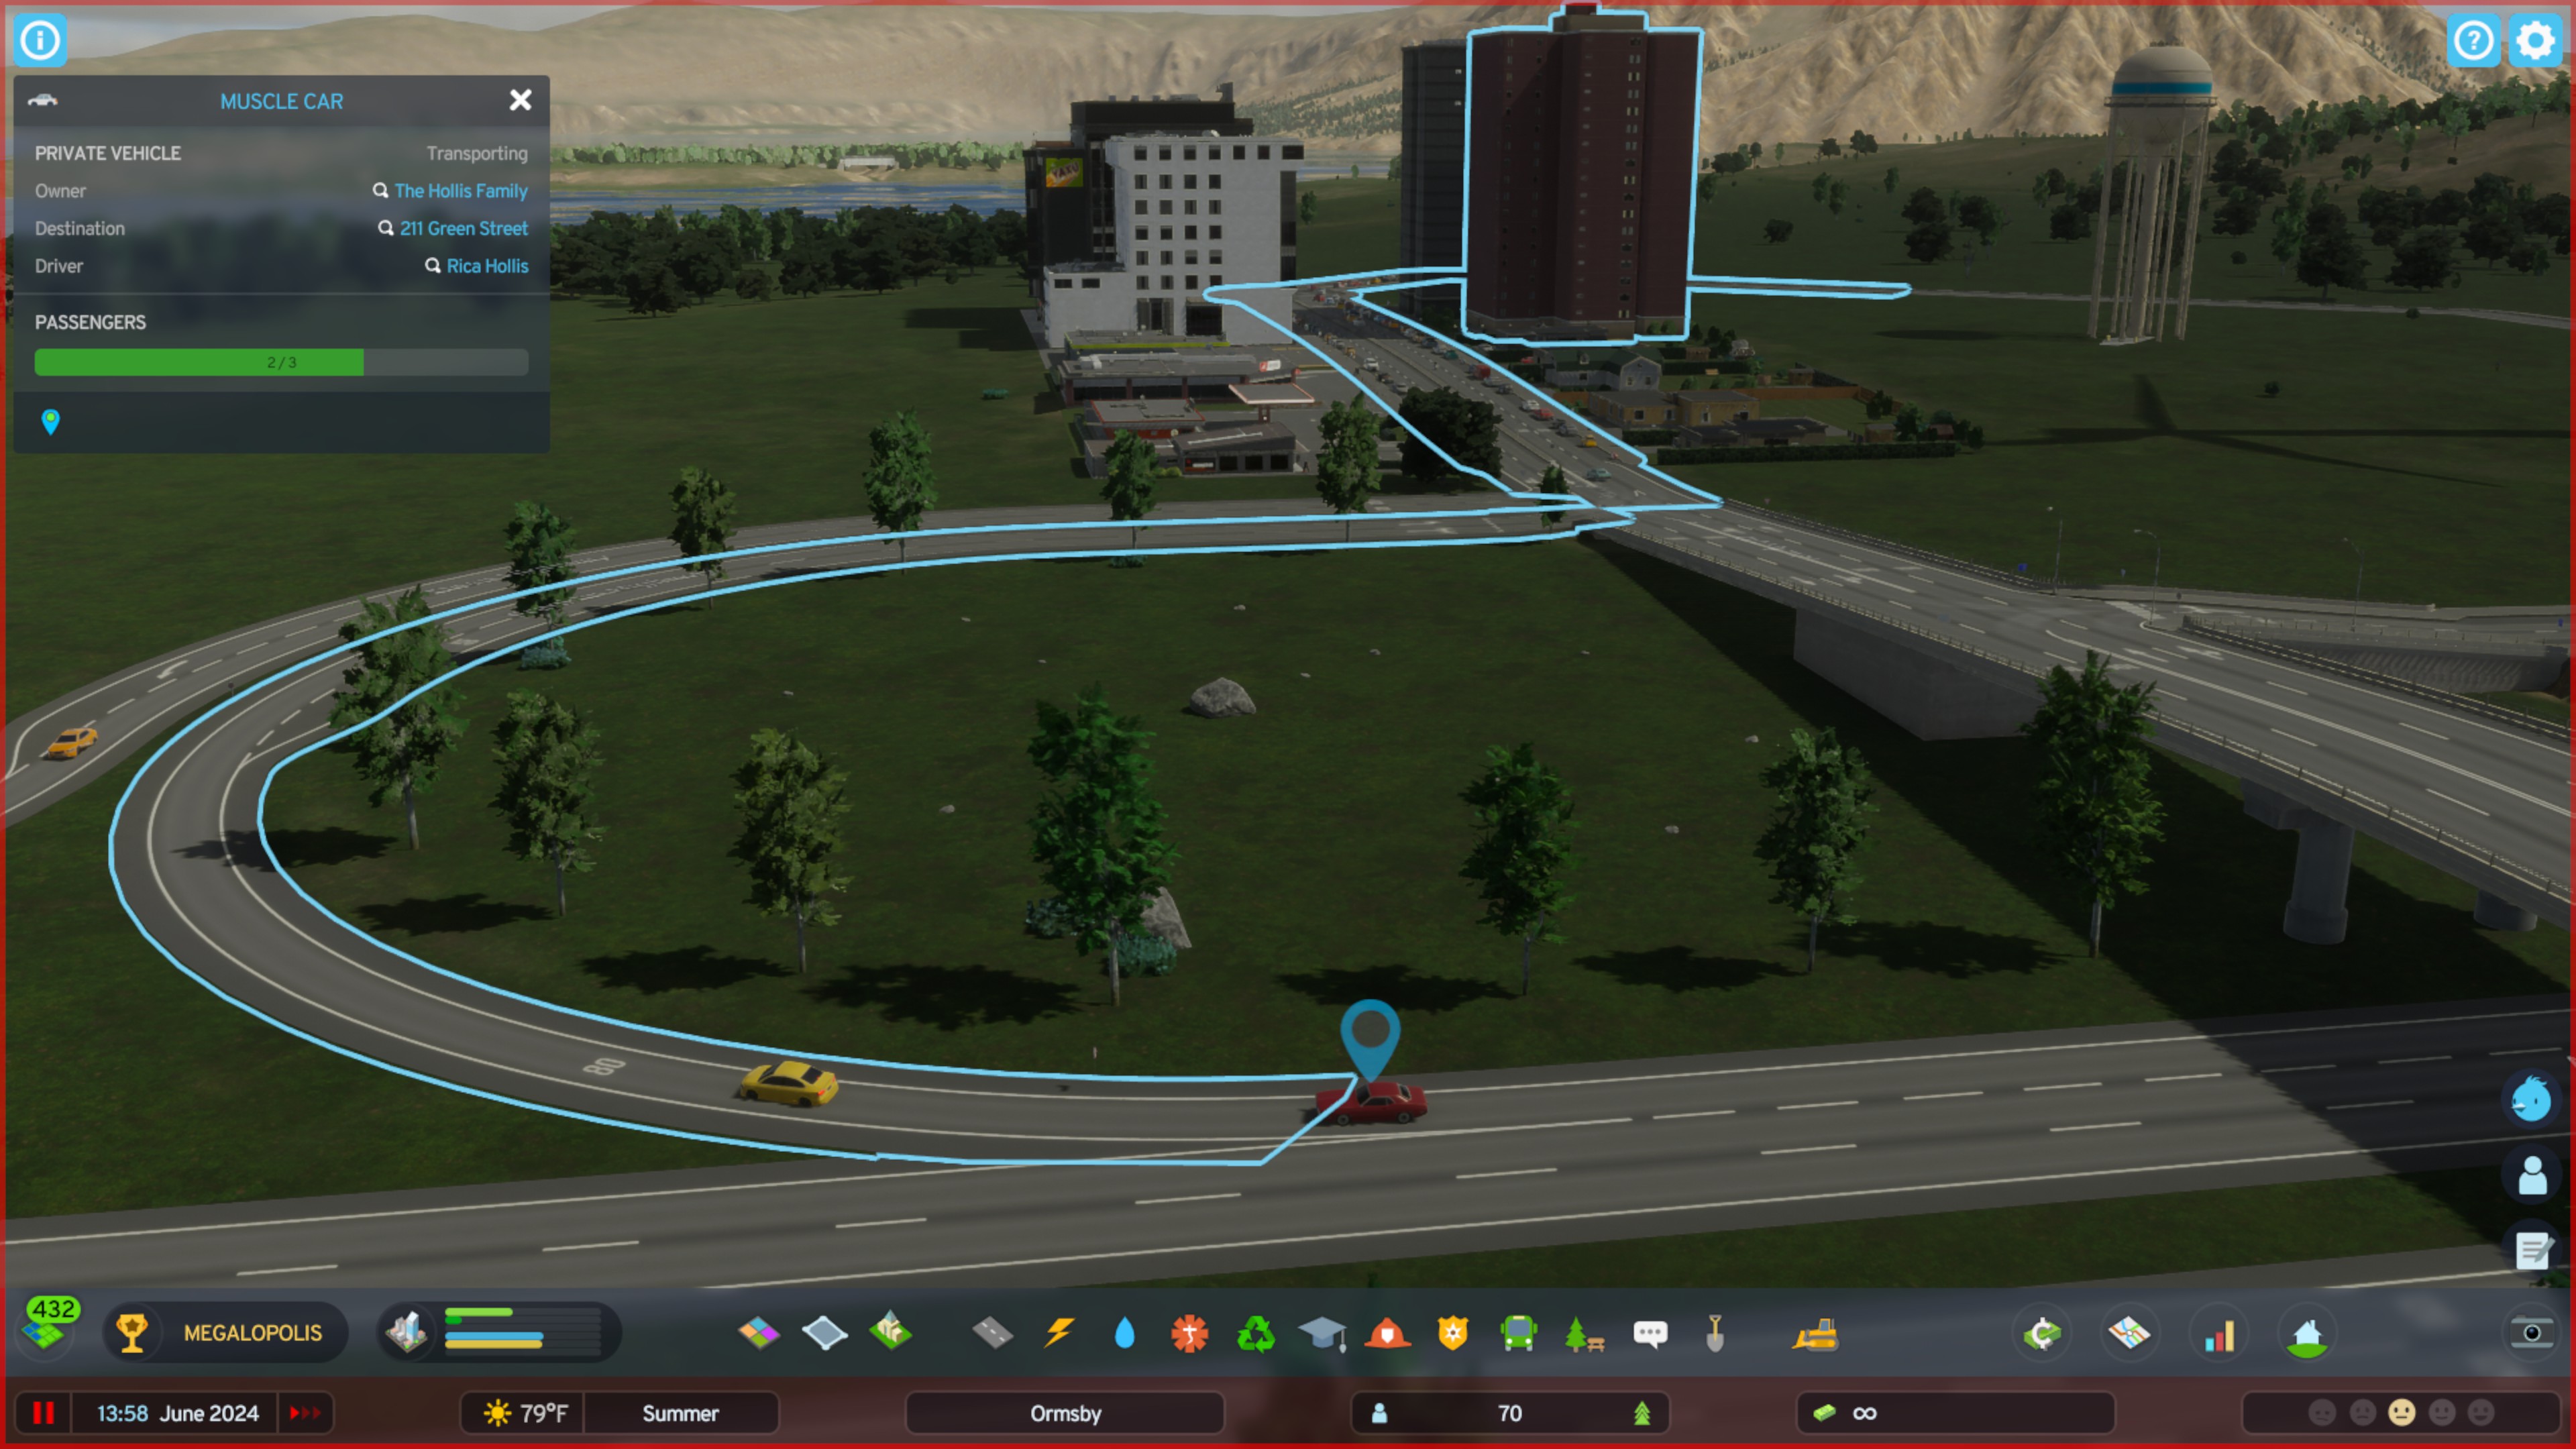 MUSCLE CAR
PRIVATE VEHICLE Transporting
Owner The Hollis Family
Destination 211 Green Street
Driver Rica Hollis
PASSENGERS
2 / 3
80
432
MEGALOPOLIS
13:58 June 2024
79°F
Summer
Ormsby
70
∞